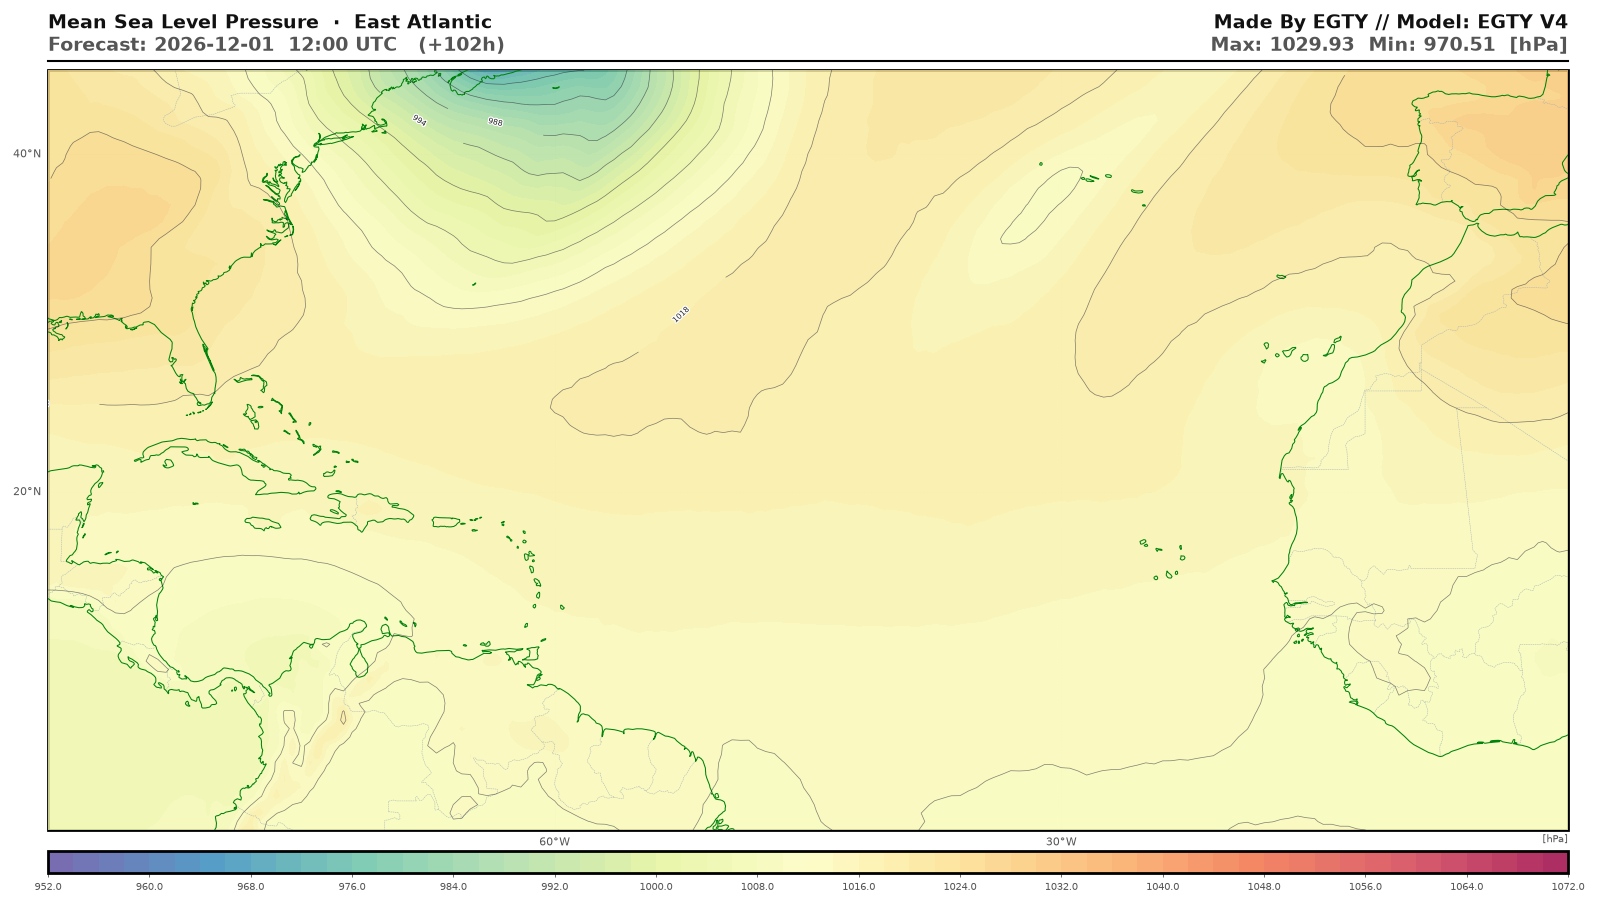 Mean Sea Level Pressure · East Atlantic
Made By EGTY // Model: EGTY V4
Forecast: 2026-12-01 12:00 UTC (+102h)
Max: 1029.93 Min: 970.51 [hPa]
994
988
40°N
1018
20°N
60°W
30°W
[hPa]
952.0
960.0
968.0
976.0
984.0
992.0
1000.0
1008.0
1016.0
1024.0
1032.0
1040.0
1048.0
1056.0
1064.0
1072.0